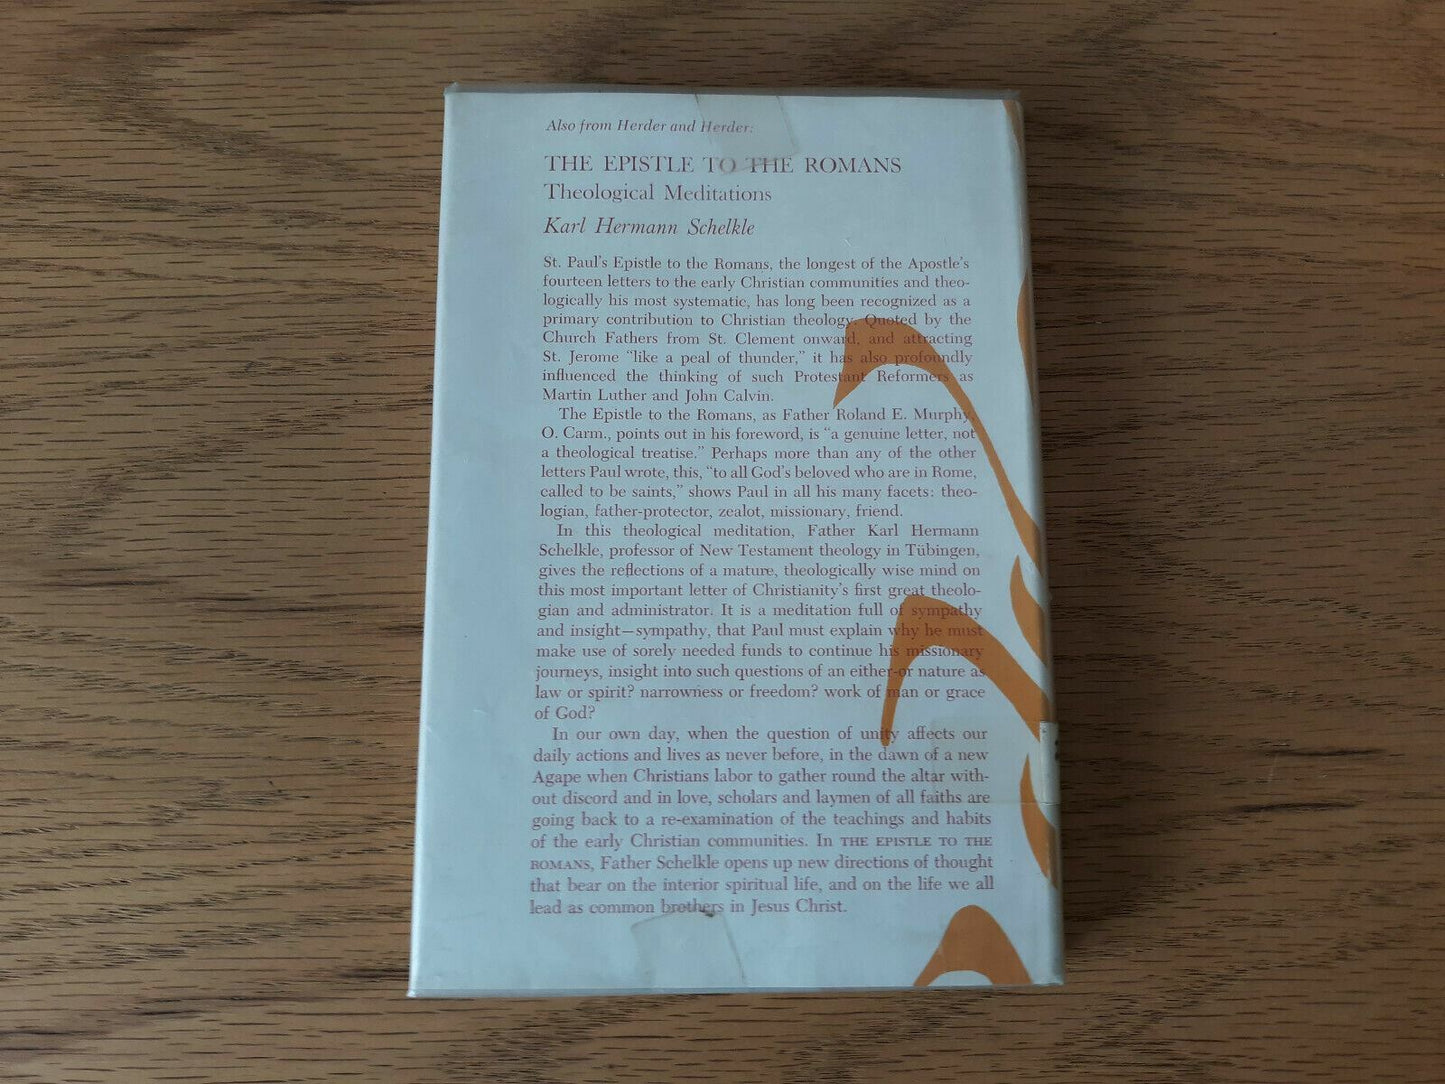 Also from Herder and Herder:
THE EPISTLE TO THE ROMANS
Theological Meditations
Karl Hermann Schelkle
St. Paul's Epistle to the Romans, the longest of the Apostle's
fourteen letters to the early Christian communities and theo-
logically his most systematic, has long been recognized as a
primary contribution to Christian theology. Quoted by the
Church Fathers from St. Clement onward, and attracting
St. Jerome "like a peal of thunder," it has also profoundly
influenced the thinking of such Protestant Reformers as
Martin Luther and John Calvin.
The Epistle to the Romans, as Father Roland E. Murphy,
O. Carm., points out in his foreword, is "a genuine letter, not
a theological treatise." Perhaps more than any of the other
letters Paul wrote, this, "to all God's beloved who are in Rome,
called to be saints," shows Paul in all his many facets: theo-
logian, father-protector, zealot, missionary, friend.
In this theological meditation, Father Karl Hermann
Schelkle, professor of New Testament theology in Tübingen,
gives the reflections of a mature, theologically wise mind on
this most important letter of Christianity's first great theolo-
gian and administrator. It is a meditation full of sympathy
and insight—sympathy, that Paul must explain why he must
make use of sorely needed funds to continue his missionary
journeys, insight into such questions of an either-or nature as
law or spirit? narrowness or freedom? work of man or grace
of God?
In our own day, when the question of unity affects our
daily actions and lives as never before, in the dawn of a new
Agape when Christians labor to gather round the altar with-
out discord and in love, scholars and laymen of all faiths are
going back to a re-examination of the teachings and habits
of the early Christian communities. In THE EPISTLE TO THE
ROMANS, Father Schelkle opens up new directions of thought
that bear on the interior spiritual life, and on the life we all
lead as common brothers in Jesus Christ.